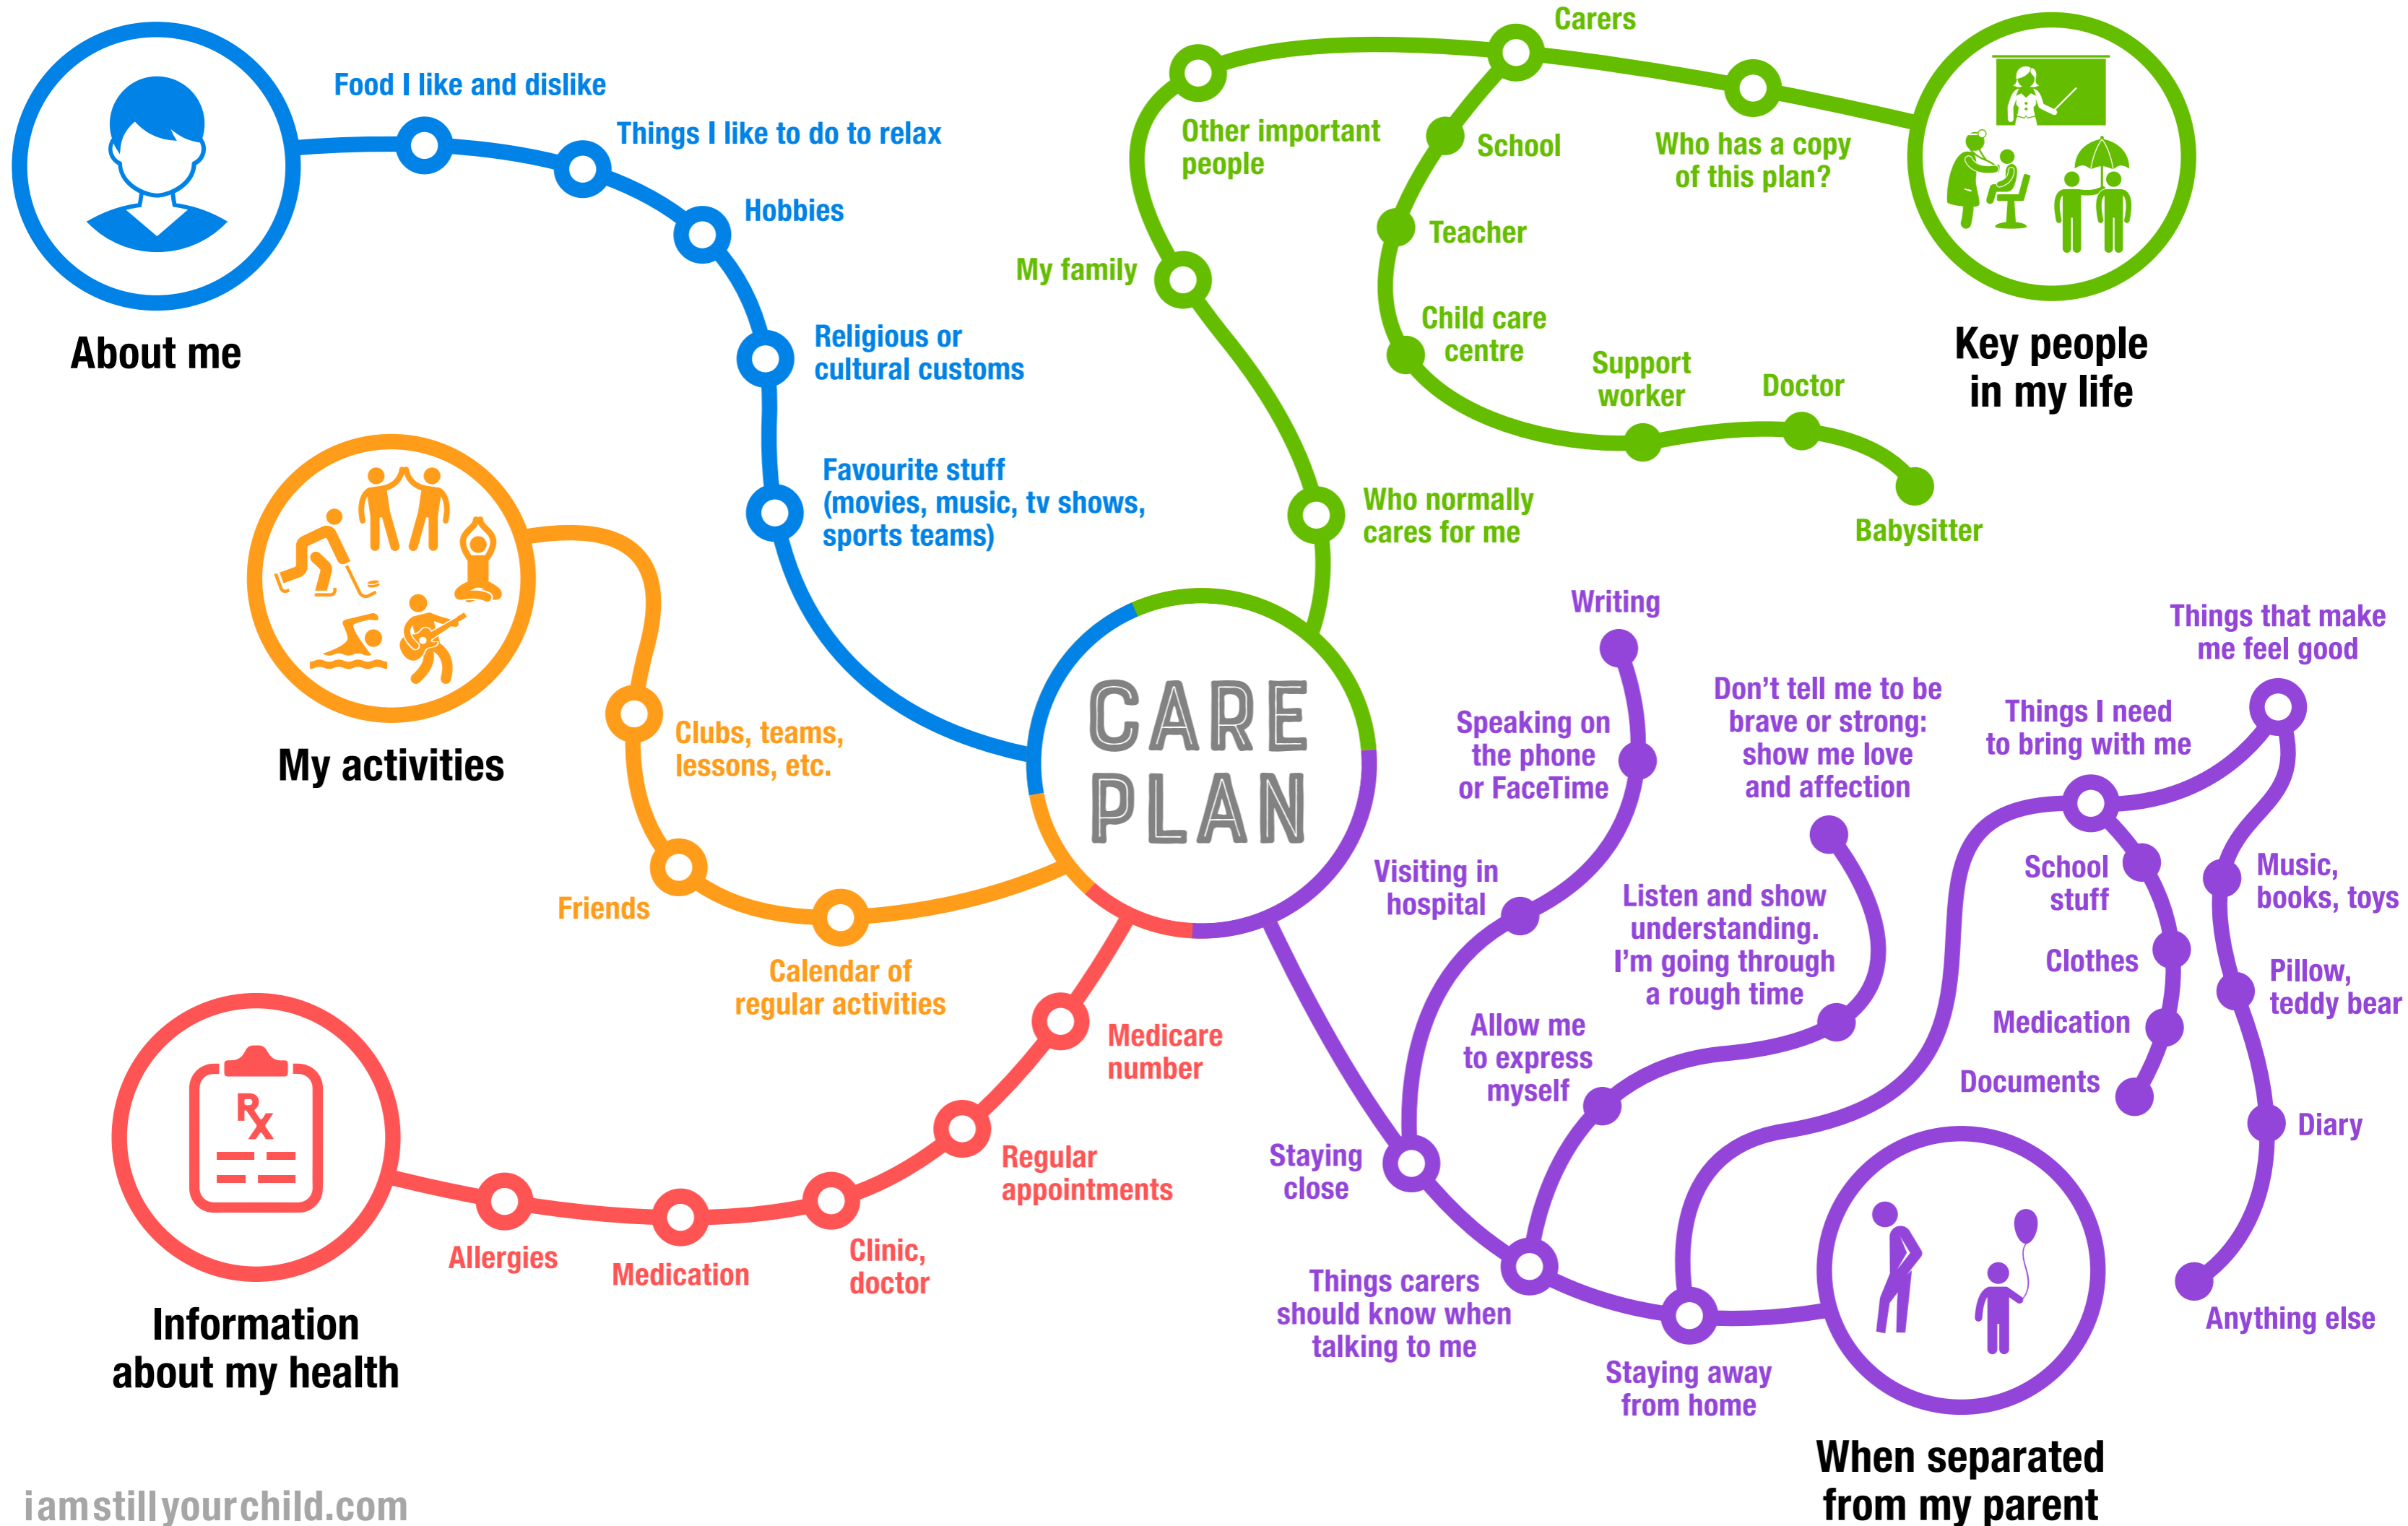 About me
Food I like and dislike
Things I like to do to relax
Hobbies
Religious or
cultural customs
Favourite stuff
(movies, music, tv shows,
sports teams)
Carers
Other important
people
School
Who has a copy
of this plan?
Teacher
My family
Child care
centre
Support
worker
Doctor
Babysitter
Who normally
cares for me
Key people
in my life
My activities
Clubs, teams,
lessons, etc.
Friends
Calendar of
regular activities
CARE
PLAN
Rx
Information
about my health
Allergies
Medication
Clinic,
doctor
Regular
appointments
Medicare
number
Writing
Speaking on
the phone
or FaceTime
Visiting in
hospital
Staying
close
Don't tell me to be
brave or strong:
show me love
and affection
Listen and show
understanding.
I'm going through
a rough time
Allow me
to express
myself
Things carers
should know when
talking to me
Staying away
from home
Things that make
me feel good
Things I need
to bring with me
School
stuff
Clothes
Medication
Documents
Music,
books, toys
Pillow,
teddy bear
Diary
Anything else
When separated
from my parent
iamstillyourchild.com